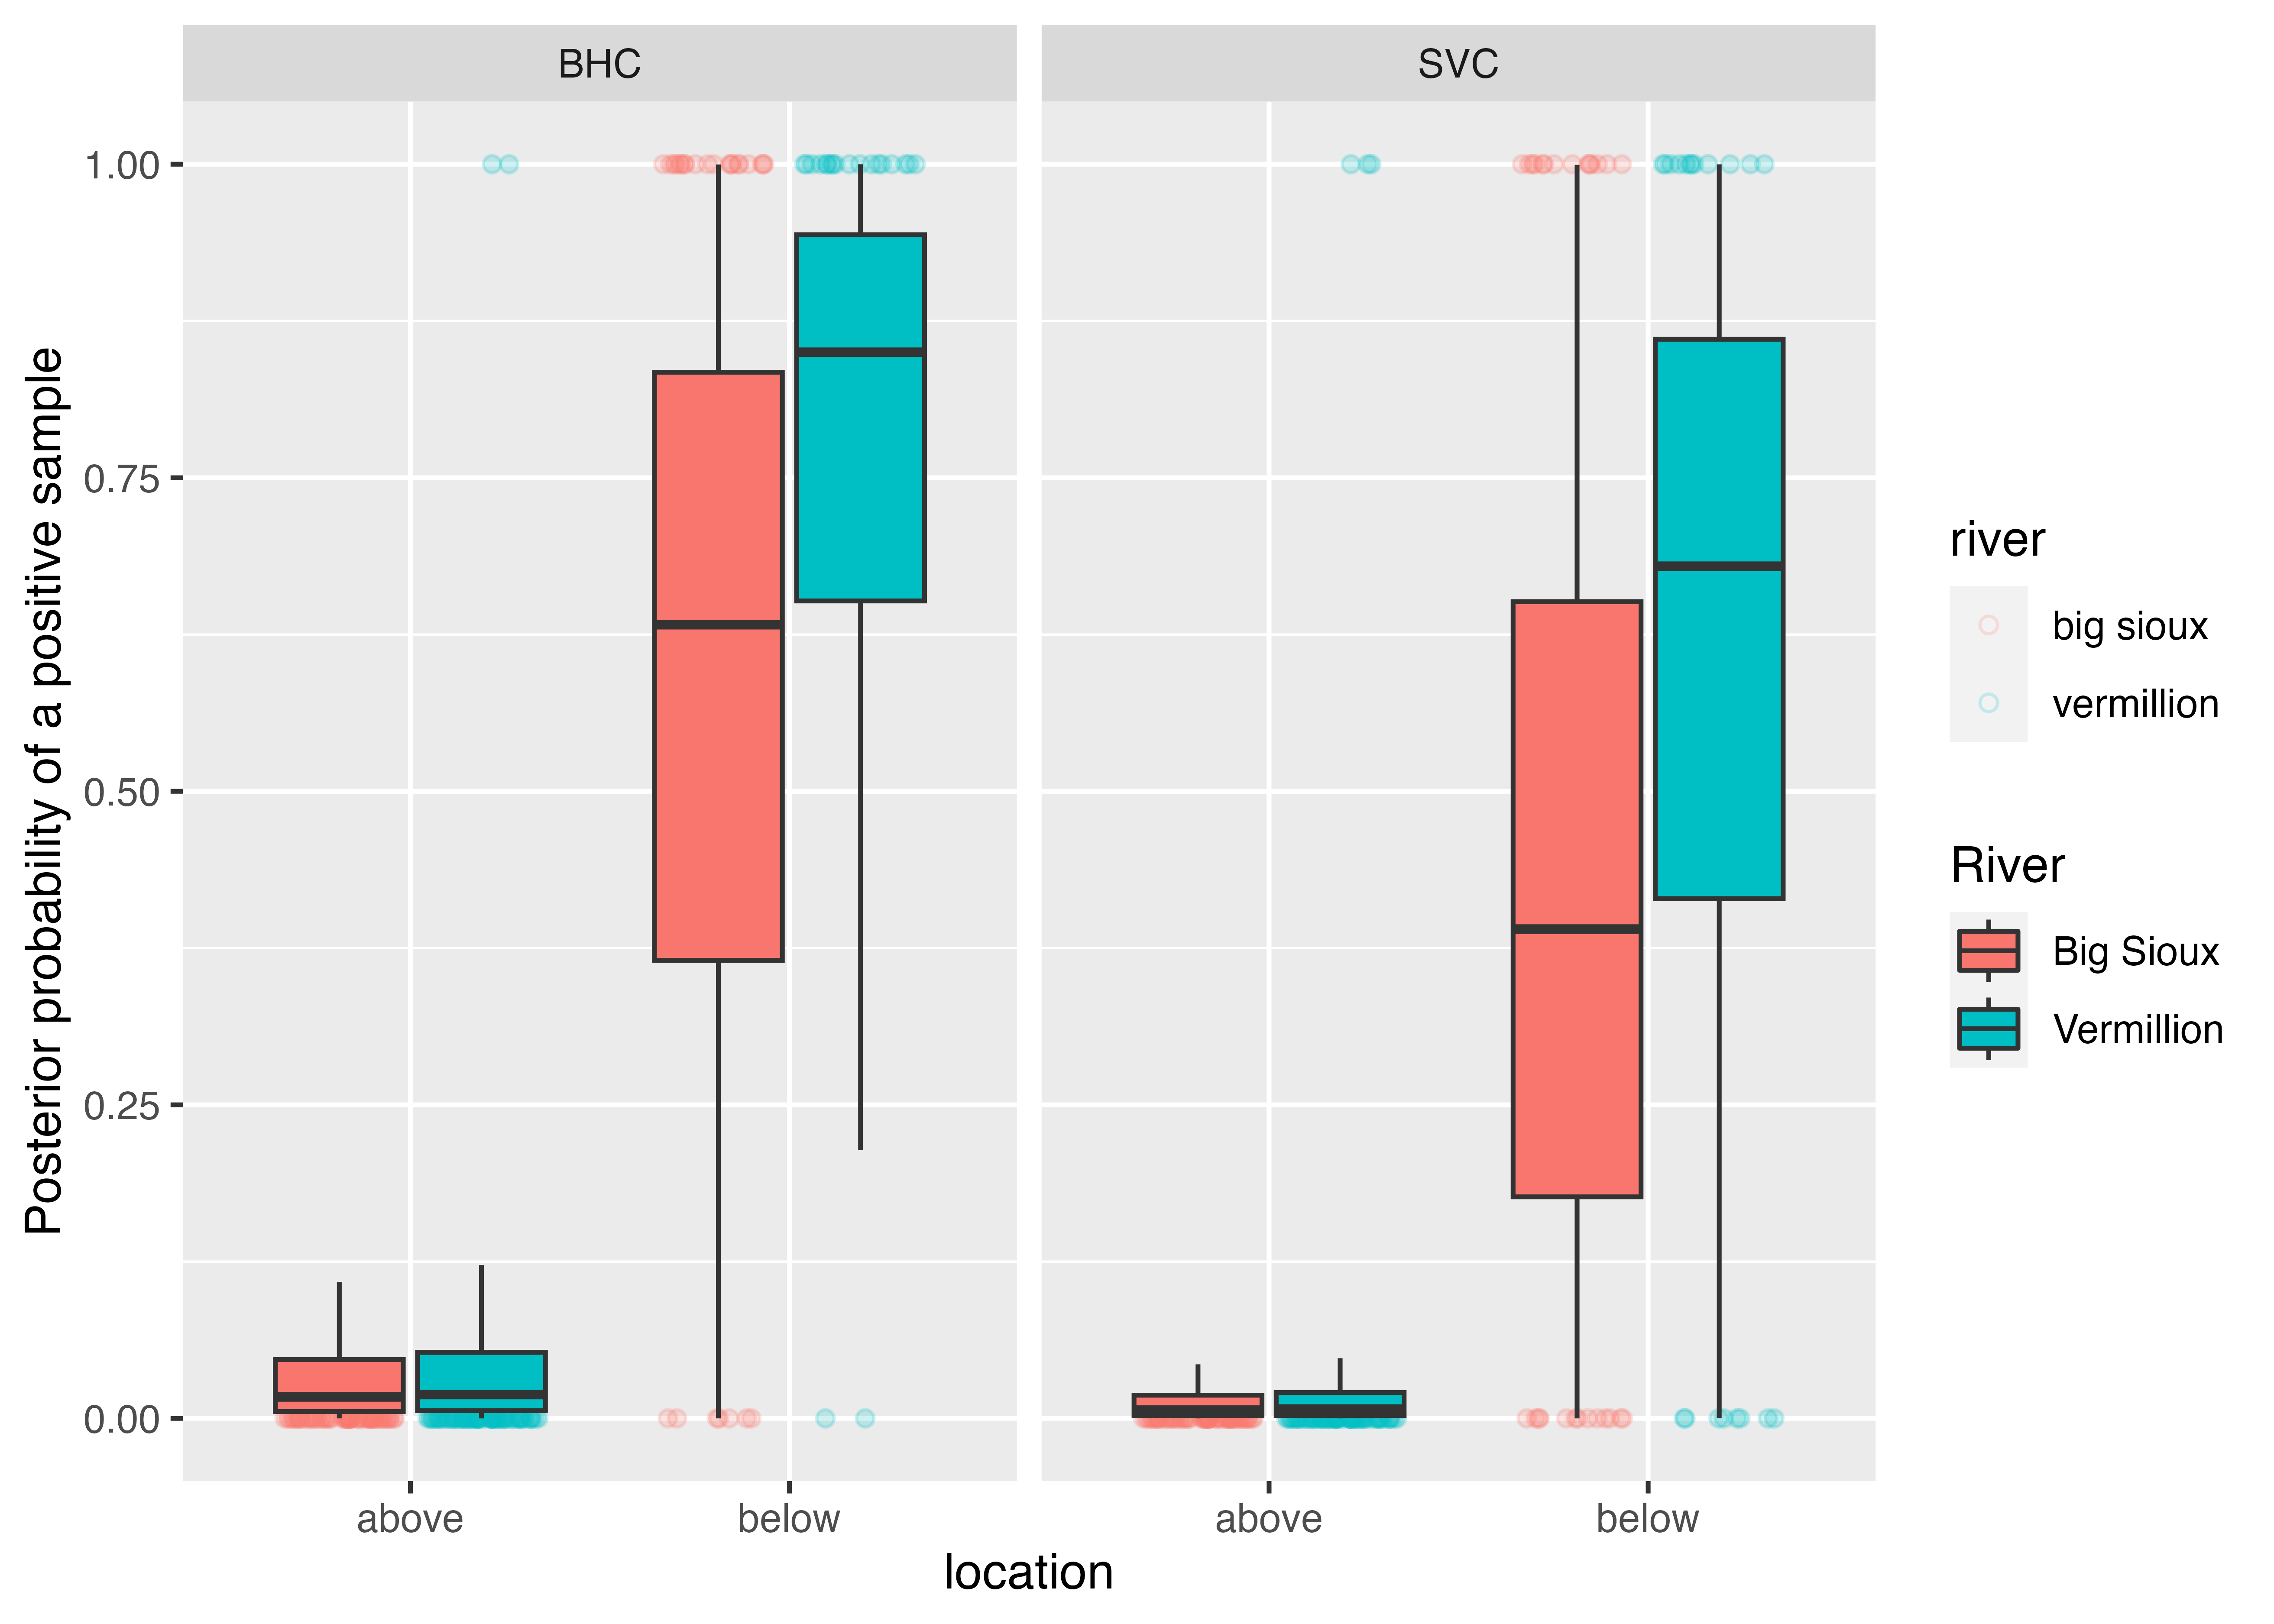 BHC
SVC
Posterior probability of a positive sample
1.00
0.75
0.50
0.25
0.00
above
below
above
below
location
river
big sioux
vermillion
River
Big Sioux
Vermillion